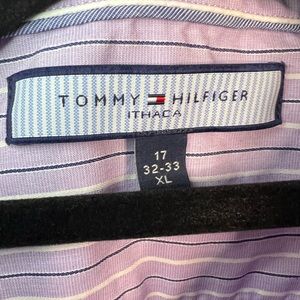 TOMMY HILFIGER
ITHACA
17
32-33
XL